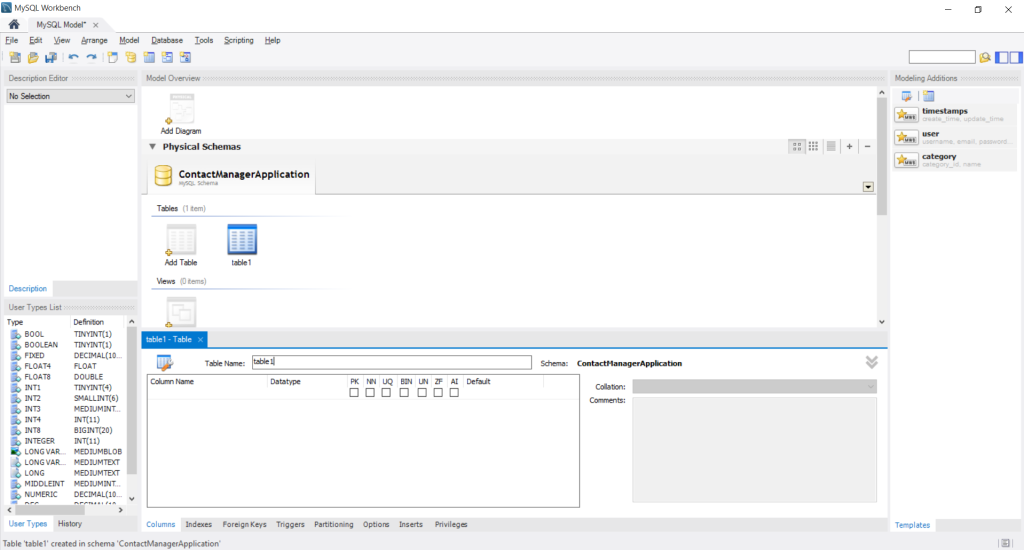 MySQL Workbench
MySQL Model* ×
File Edit View Arrange Model Database Tools Scripting Help
Description Editor
No Selection
Description
User Types List
Type Definition
BOOL TINYINT(1)
BOOLEAN TINYINT(1)
FIXED DECIMAL(10...
FLOAT4 FLOAT
FLOAT8 DOUBLE
INT1 TINYINT(4)
INT2 SMALLINT(6)
INT3 MEDIUMINT...
INT4 INT(11)
INT8 BIGINT(20)
INTEGER INT(11)
LONG VAR... MEDIUMBLOB
LONG VAR... MEDIUMTEXT
LONG MEDIUMTEXT
MIDDLEINT MEDIUMINT...
NUMERIC DECIMAL(10...
DEC DECIMAL(10...
User Types History
Model Overview
Add Diagram
Physical Schemas
ContactManagerApplication
MySQL Schema
Tables (1 item)
Add Table table1
Views (0 items)
table1 - Table ×
Table Name: table1 Schema: ContactManagerApplication
Column Name Datatype PK NN UQ BIN UN ZF AI Default
Collation:
Comments:
Columns Indexes Foreign Keys Triggers Partitioning Options Inserts Privileges
Modeling Additions
timestamps
create_time, update_time
user
username, email, password...
category
category_id, name
Templates
Table 'table1' created in schema 'ContactManagerApplication'